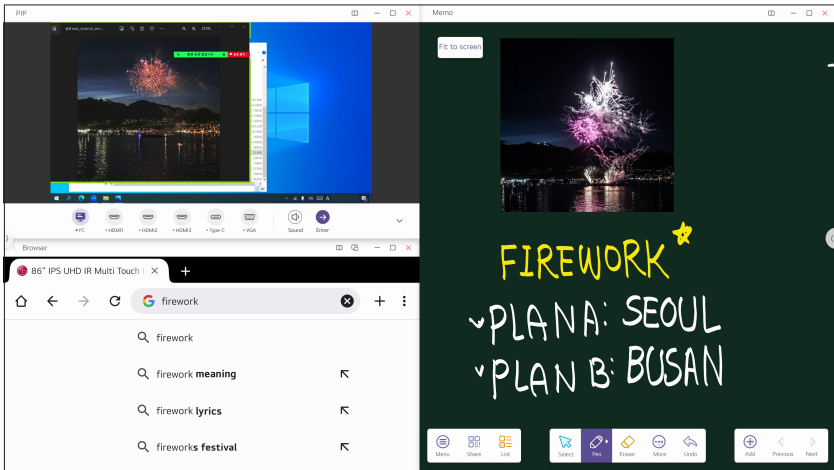 PIP
213%
PC
HDMI1
HDMI2
HDMI3
Type-C
VGA
Sound
Enter
Browser
86" IPS UHD IR Multi Touch
firework
firework
firework meaning
firework lyrics
fireworks festival
Memo
Fit to screen
FIREWORK
PLAN A: SEOUL
PLAN B: BUSAN
Menu
Share
List
Select
Pen
Eraser
More
Undo
Add
Previous
Next